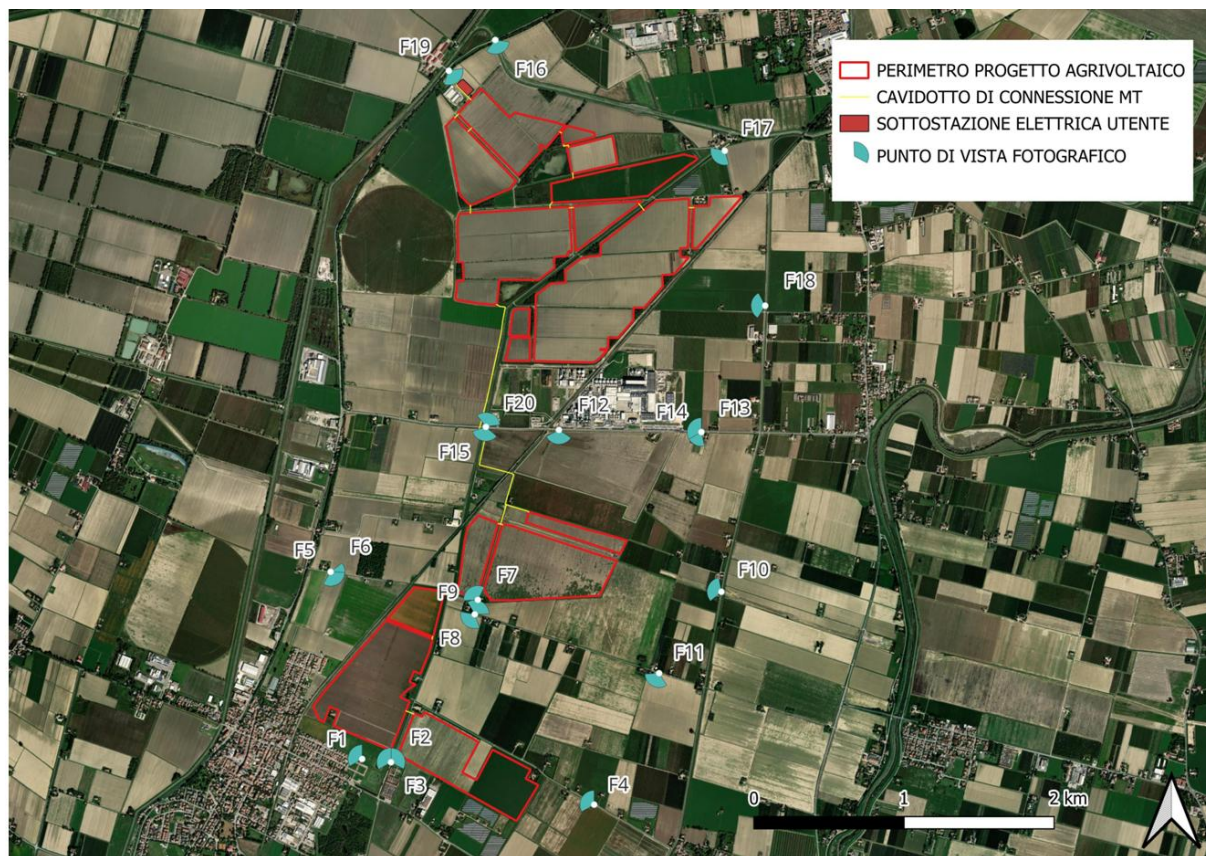 F19
F16
F17
PERIMETRO PROGETTO AGRIVOLTAICO
CAVIDOTTO DI CONNESSIONE MT
SOTTOSTAZIONE ELETTRICA UTENTE
PUNTO DI VISTA FOTOGRAFICO
F18
F20
F12
F14
F13
F15
F5
F6
F7
F9
F10
F8
F11
F1
F2
F3
F4
0 1 2 km